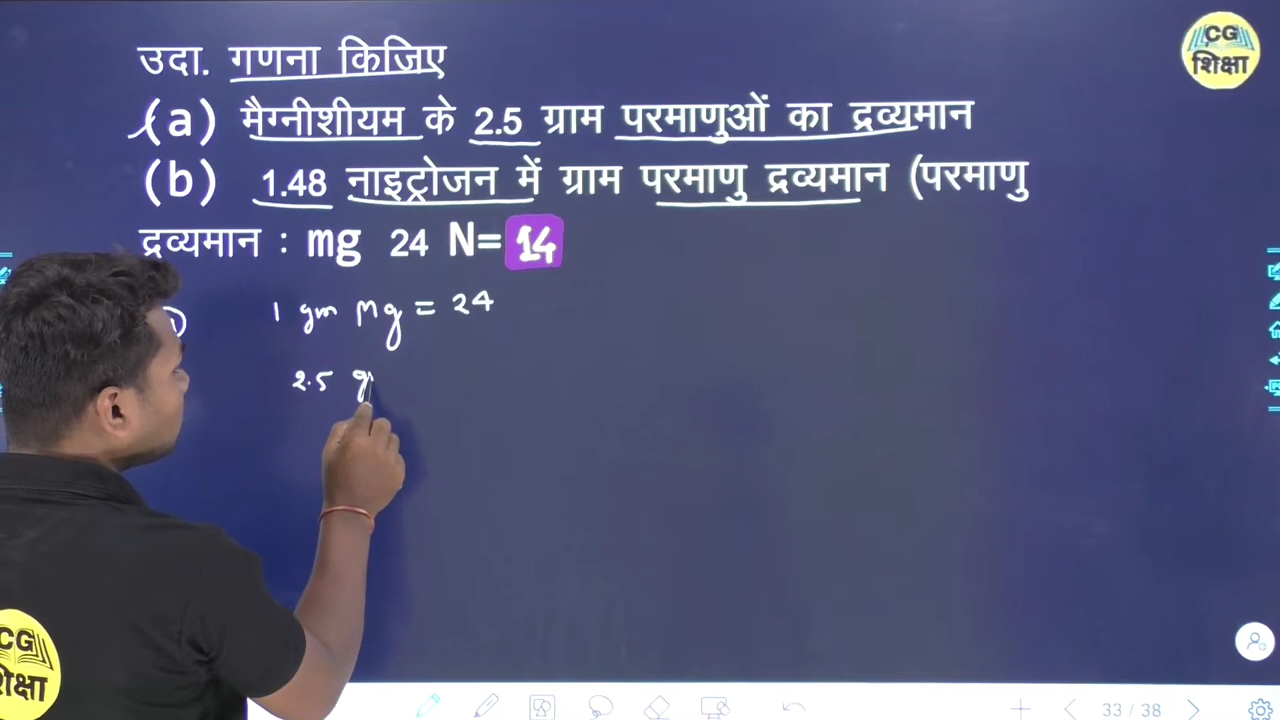 उदा. गणना किजिए
(a) मैग्नीशीयम के 2.5 ग्राम परमाणुओं का द्रव्यमान
(b) 1.48 नाइट्रोजन में ग्राम परमाणु द्रव्यमान (परमाणु
द्रव्यमान : mg 24 N= 14
1 gm Mg = 24
2.5 g
CG
शिक्षा
CG
शिक्षा
33 / 38